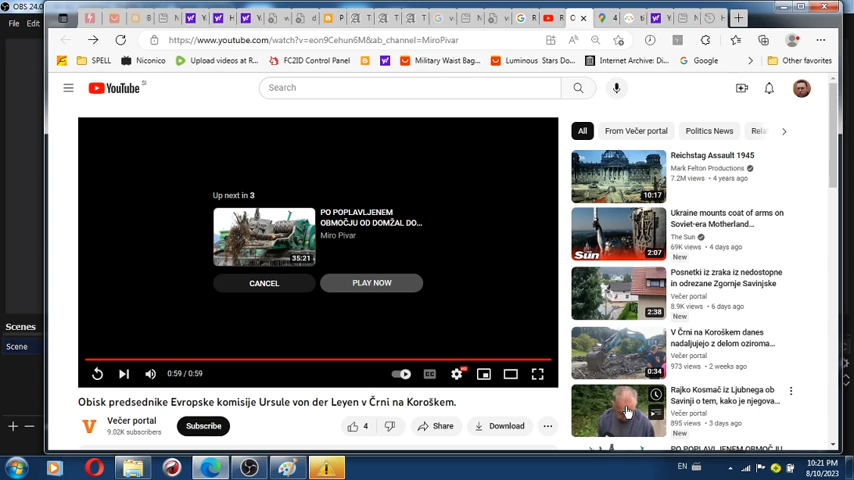 OBS 24.0
File
Edit
https://www.youtube.com/watch?v=eon9Cehun6M&ab_channel=MiroPivar
SPELL
Niconico
Upload videos at R...
FC2ID Control Panel
Military Waist Bag...
Luminous Stars Do...
Internet Archive: Di...
Google
Other favorites
YouTube SI
Search
All
From Večer portal
Politics News
Rela
Up next in 3
PO POPLAVLJENEM
OBMOČJU OD DOMŽAL DO...
Miro Pivar
35:21
CANCEL
PLAY NOW
0:59 / 0:59
Obisk predsednike Evropske komisije Ursule von der Leyen v Črni na Koroškem.
Večer portal
9.02K subscribers
Subscribe
4
Share
Download
Reichstag Assault 1945
Mark Felton Productions
7.2M views • 4 years ago
10:17
Ukraine mounts coat of arms on
Soviet-era Motherland...
The Sun
69K views • 4 days ago
New
Sun
2:07
Posnetki iz zraka iz nedostopne
in odrezane Zgornje Savinjske
Večer portal
8.9K views • 6 days ago
New
2:38
V Črni na Koroškem danes
nadaljujejo z delom oziroma...
Večer portal
973 views • 2 weeks ago
0:34
Rajko Kosmač iz Ljubnega ob
Savinji o tem, kako je njegova...
Večer portal
895 views • 3 days ago
New
PO POPLAVLJENEM OBMOČJU
Scenes
Scene
EN
10:21 PM
8/10/2023